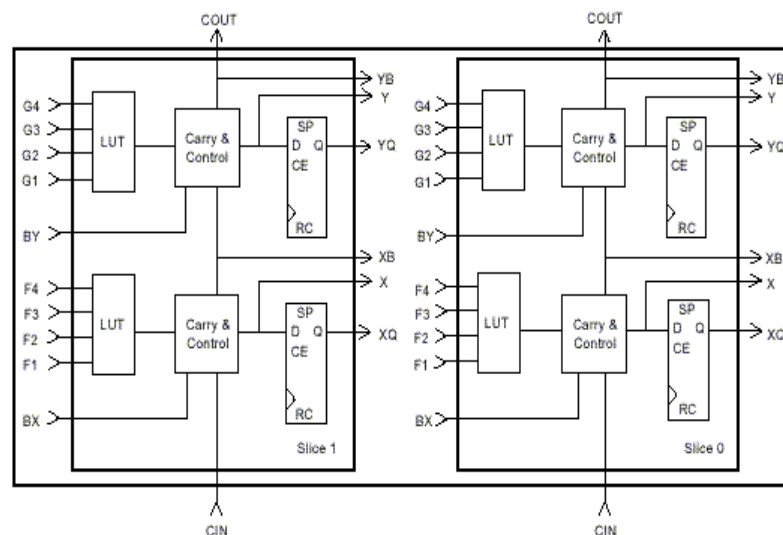 COUT
YB
Y
G4
G3
G2
G1
LUT
Carry &
Control
SP
D Q
CE
RC
YQ
BY
XB
X
F4
F3
F2
F1
LUT
Carry &
Control
SP
D Q
CE
RC
XQ
BX
Slice 1
CIN
COUT
YB
Y
G4
G3
G2
G1
LUT
Carry &
Control
SP
D Q
CE
RC
YQ
BY
XB
X
F4
F3
F2
F1
LUT
Carry &
Control
SP
D Q
CE
RC
XQ
BX
Slice 0
CIN